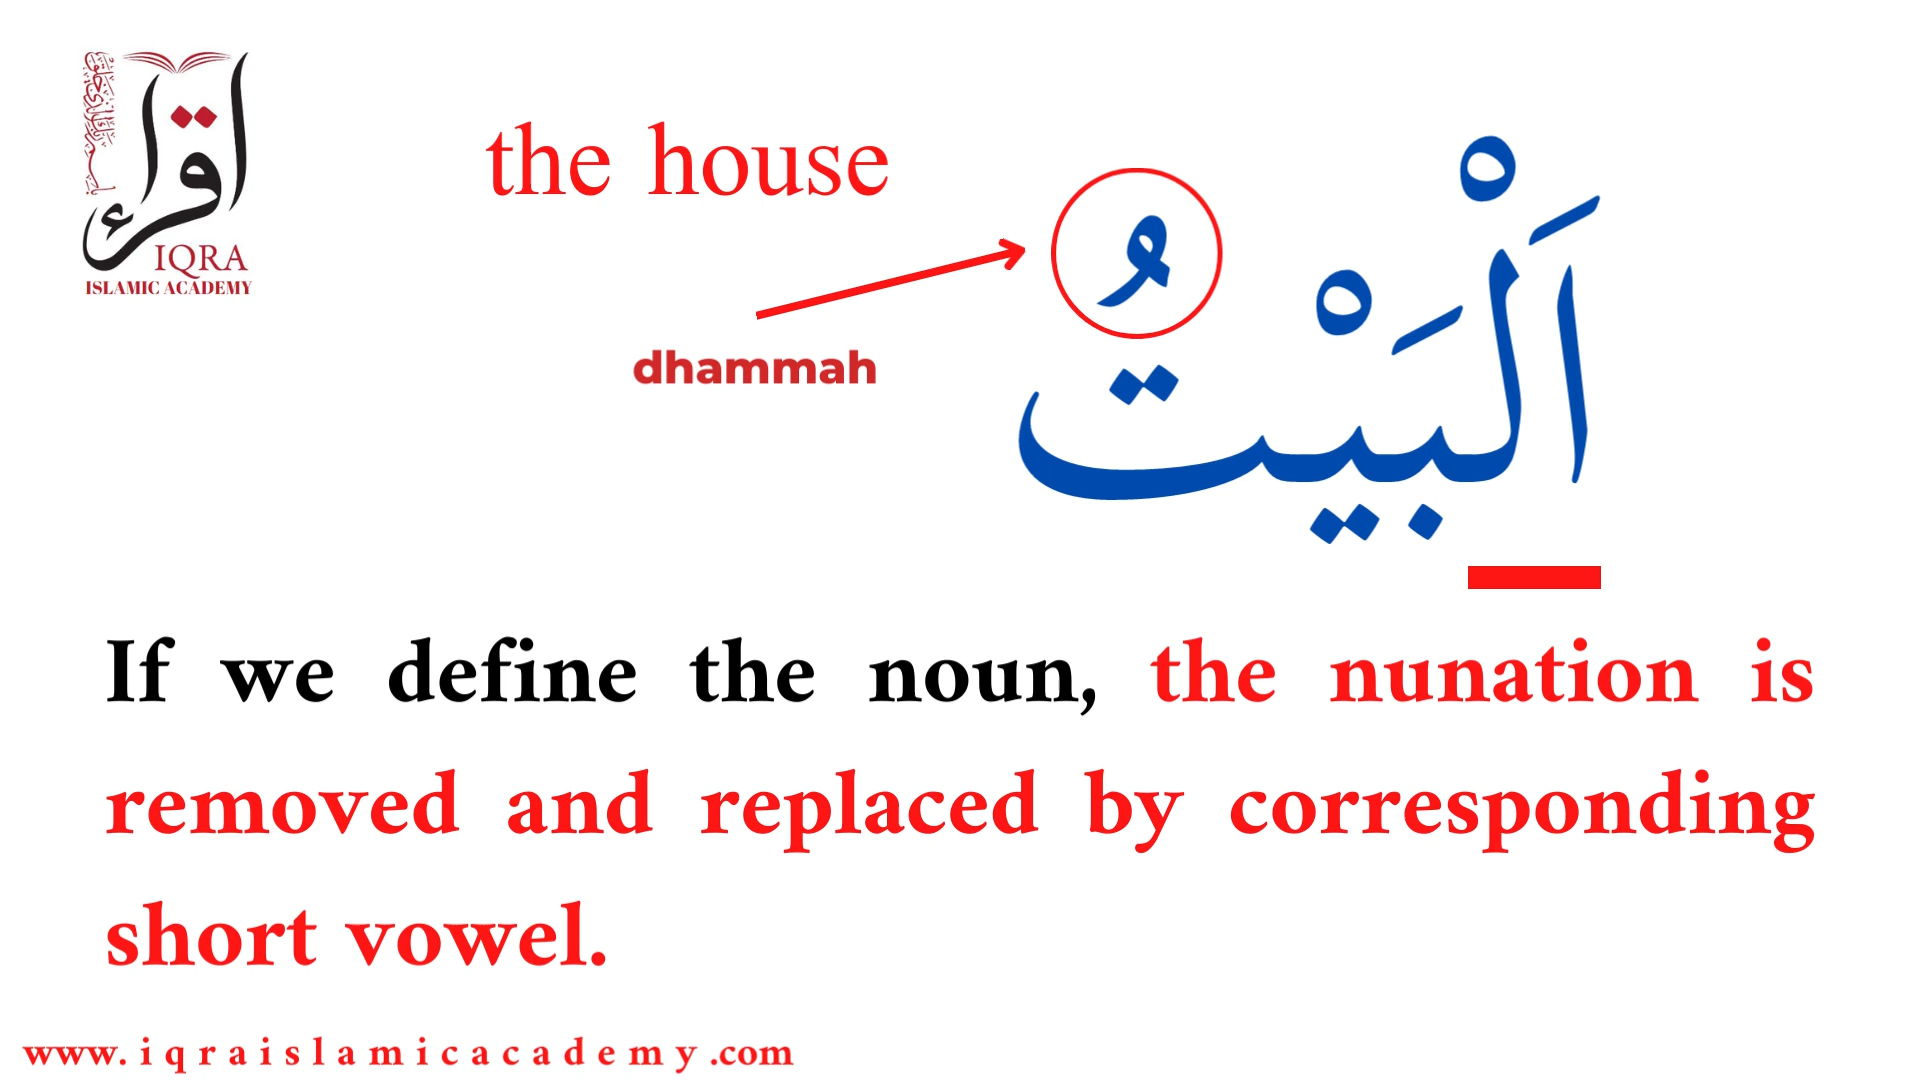 اقرأ
IQRA
ISLAMIC ACADEMY
the house
اَلْبَيْتُ
dhammah
If we define the noun, the nunation is
removed and replaced by corresponding
short vowel.
www.iqraislamicacademy.com